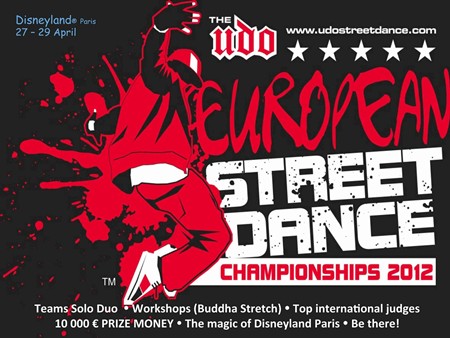 Disneyland® Paris
27 – 29 April
THE
udo
www.udostreetdance.com
EUROPEAN
STREET
DANCE
CHAMPIONSHIPS 2012
TM
Teams Solo Duo • Workshops (Buddha Stretch) • Top international judges
10 000 € PRIZE MONEY • The magic of Disneyland Paris • Be there!